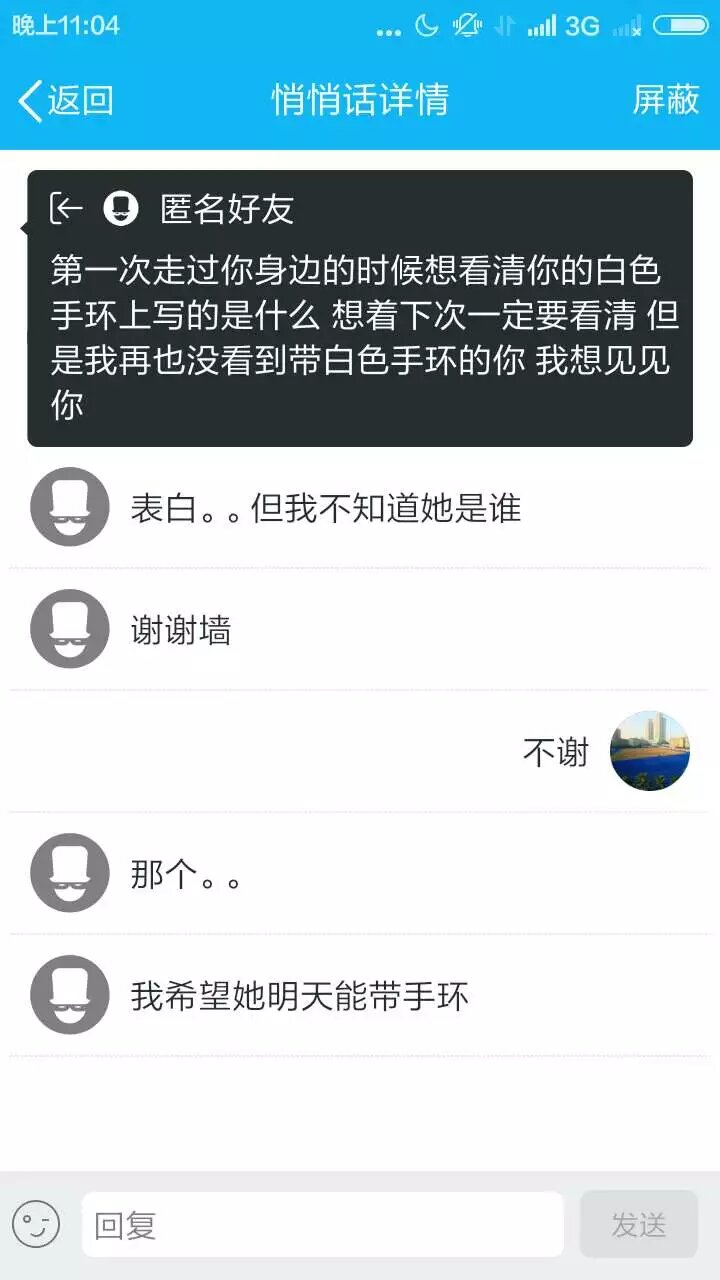 晚上11:04
... 3G
返回
悄悄话详情
屏蔽
匿名好友
第一次走过你身边的时候想看清你的白色
手环上写的是什么 想着下次一定要看清 但
是我再也没看到带白色手环的你 我想见见
你
表白。。但我不知道她是谁
谢谢墙
不谢
那个。。
我希望她明天能带手环
回复
发送